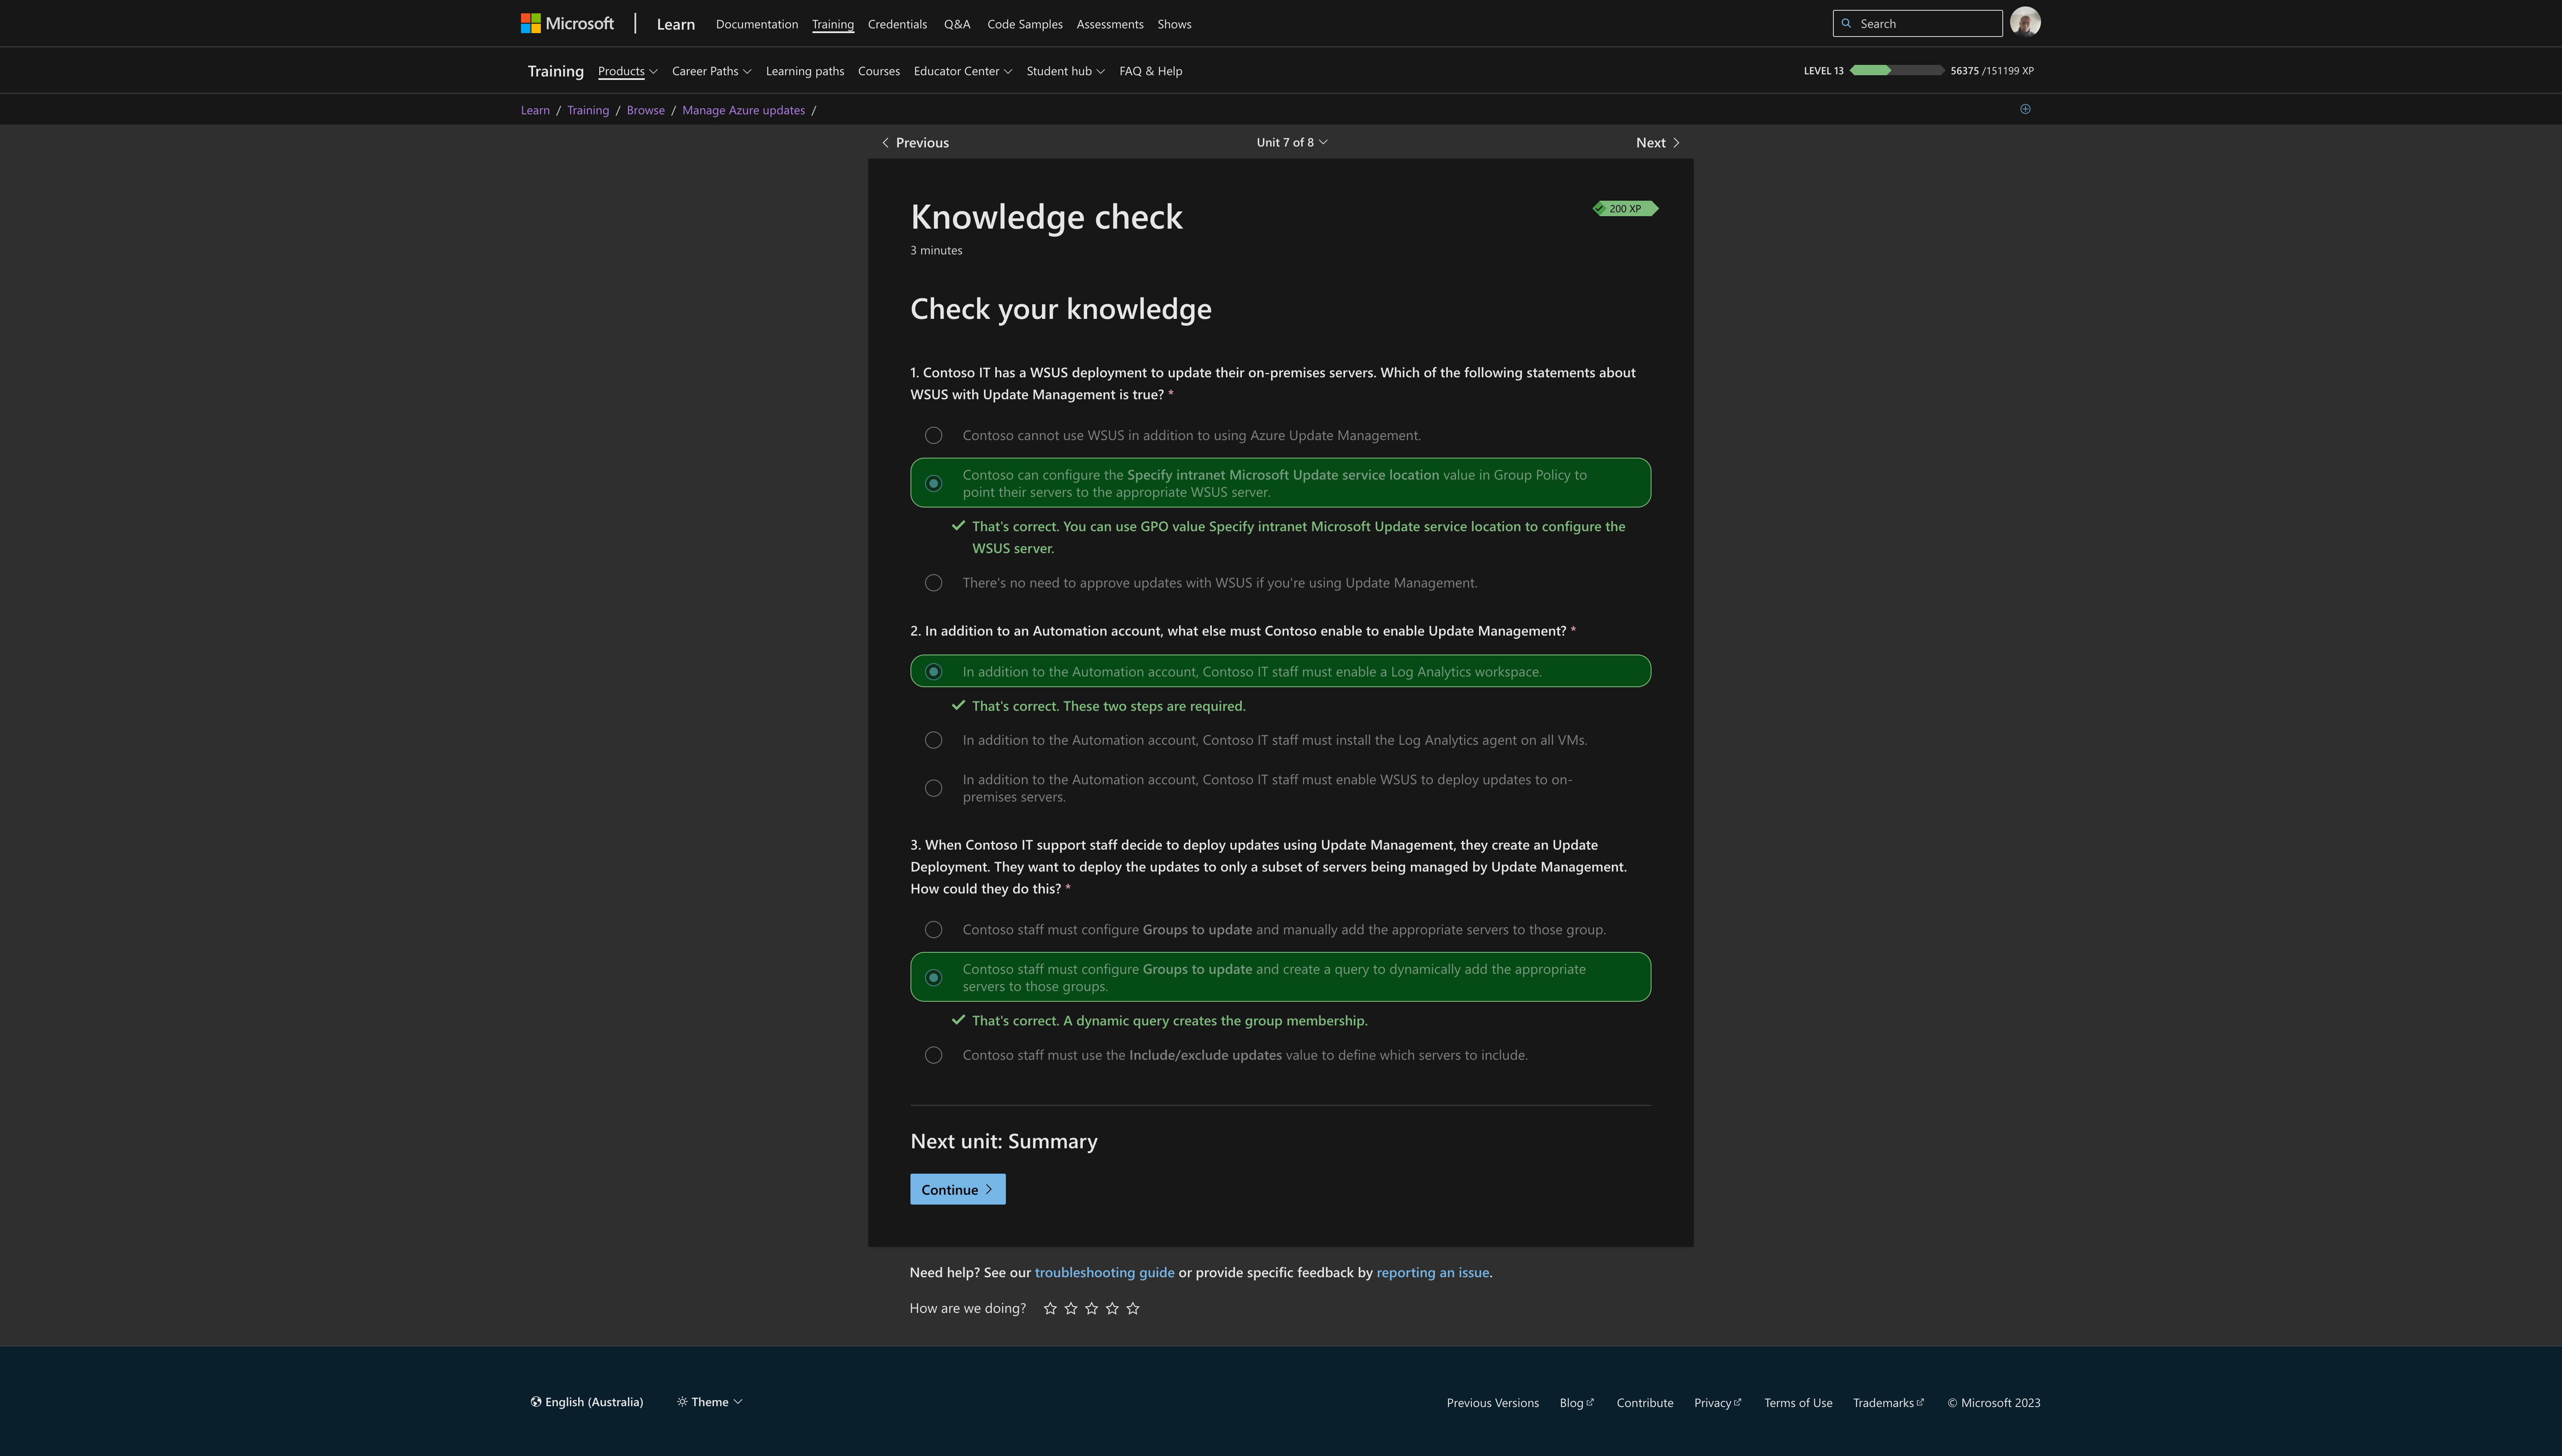 Microsoft Learn Documentation Training Credentials Q&A Code Samples Assessments Shows Search
Training Products Career Paths Learning paths Courses Educator Center Student hub FAQ & Help LEVEL 13 56375 /151199 XP
Learn / Training / Browse / Manage Azure updates /
Previous Unit 7 of 8 Next
Knowledge check
200 XP
3 minutes
Check your knowledge
1. Contoso IT has a WSUS deployment to update their on-premises servers. Which of the following statements about
WSUS with Update Management is true? *
Contoso cannot use WSUS in addition to using Azure Update Management.
Contoso can configure the Specify intranet Microsoft Update service location value in Group Policy to
point their servers to the appropriate WSUS server.
That's correct. You can use GPO value Specify intranet Microsoft Update service location to configure the
WSUS server.
There's no need to approve updates with WSUS if you're using Update Management.
2. In addition to an Automation account, what else must Contoso enable to enable Update Management? *
In addition to the Automation account, Contoso IT staff must enable a Log Analytics workspace.
That's correct. These two steps are required.
In addition to the Automation account, Contoso IT staff must install the Log Analytics agent on all VMs.
In addition to the Automation account, Contoso IT staff must enable WSUS to deploy updates to on-
premises servers.
3. When Contoso IT support staff decide to deploy updates using Update Management, they create an Update
Deployment. They want to deploy the updates to only a subset of servers being managed by Update Management.
How could they do this? *
Contoso staff must configure Groups to update and manually add the appropriate servers to those group.
Contoso staff must configure Groups to update and create a query to dynamically add the appropriate
servers to those groups.
That's correct. A dynamic query creates the group membership.
Contoso staff must use the Include/exclude updates value to define which servers to include.
Next unit: Summary
Continue
Need help? See our troubleshooting guide or provide specific feedback by reporting an issue.
How are we doing?
English (Australia) Theme Previous Versions Blog Contribute Privacy Terms of Use Trademarks © Microsoft 2023